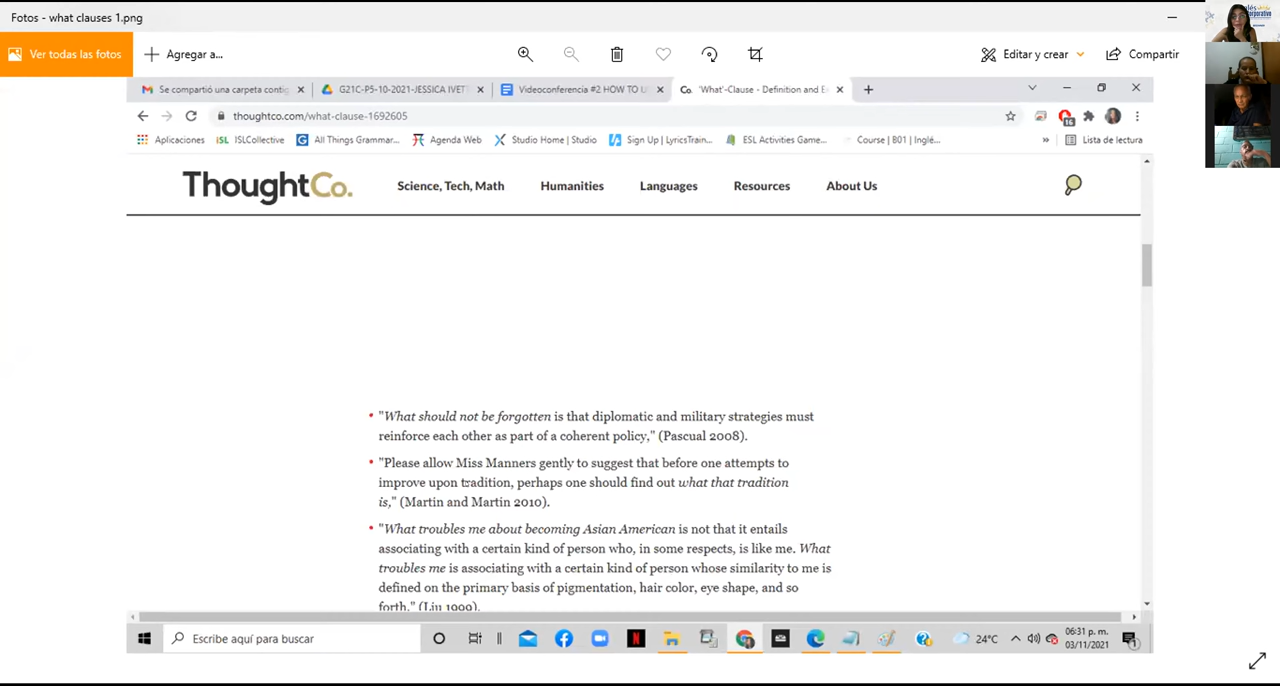 Fotos - what clauses 1.png
Ver todas las fotos
Agregar a...
Editar y crear
Compartir
Se compartió una carpeta contig
G21C-P5-10-2021-JESSICA IVETT
Videoconferencia #2 HOW TO U
Co. 'What'-Clause - Definition and E
thoughtco.com/what-clause-1692605
16
Aplicaciones
ISL ISLCollective
All Things Grammar...
Agenda Web
Studio Home | Studio
Sign Up | LyricsTrain...
ESL Activities Game...
Course | B01 | Inglé...
Lista de lectura
ThoughtCo.
Science, Tech, Math
Humanities
Languages
Resources
About Us
• "What should not be forgotten is that diplomatic and military strategies must
reinforce each other as part of a coherent policy," (Pascual 2008).
• "Please allow Miss Manners gently to suggest that before one attempts to
improve upon tradition, perhaps one should find out what that tradition
is," (Martin and Martin 2010).
• "What troubles me about becoming Asian American is not that it entails
associating with a certain kind of person who, in some respects, is like me. What
troubles me is associating with a certain kind of person whose similarity to me is
defined on the primary basis of pigmentation, hair color, eye shape, and so
forth," (Liu 1999).
Escribe aquí para buscar
24°C
06:31 p. m.
03/11/2021